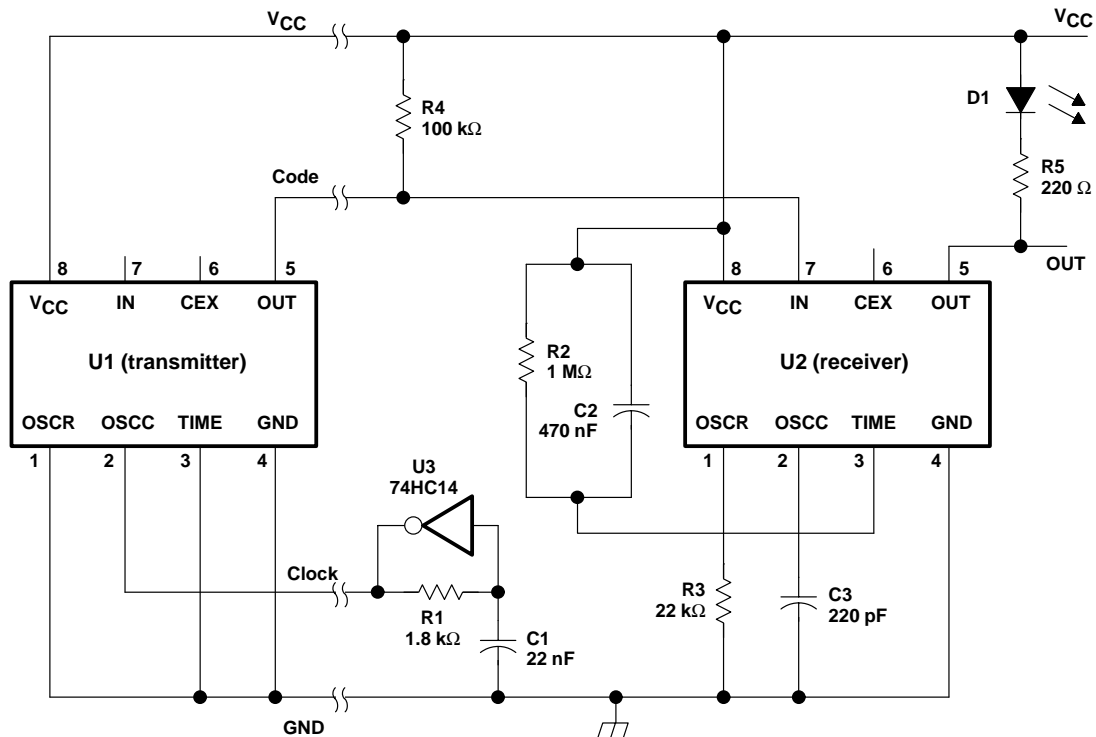 VCC
VCC
R4
100 kΩ
D1
R5
220 Ω
Code
OUT
8 7 6 5
VCC IN CEX OUT
U1 (transmitter)
OSCR OSCC TIME GND
1 2 3 4
R2
1 MΩ
C2
470 nF
8 7 6 5
VCC IN CEX OUT
U2 (receiver)
OSCR OSCC TIME GND
1 2 3 4
U3
74HC14
Clock
R1
1.8 kΩ
C1
22 nF
R3
22 kΩ
C3
220 pF
GND